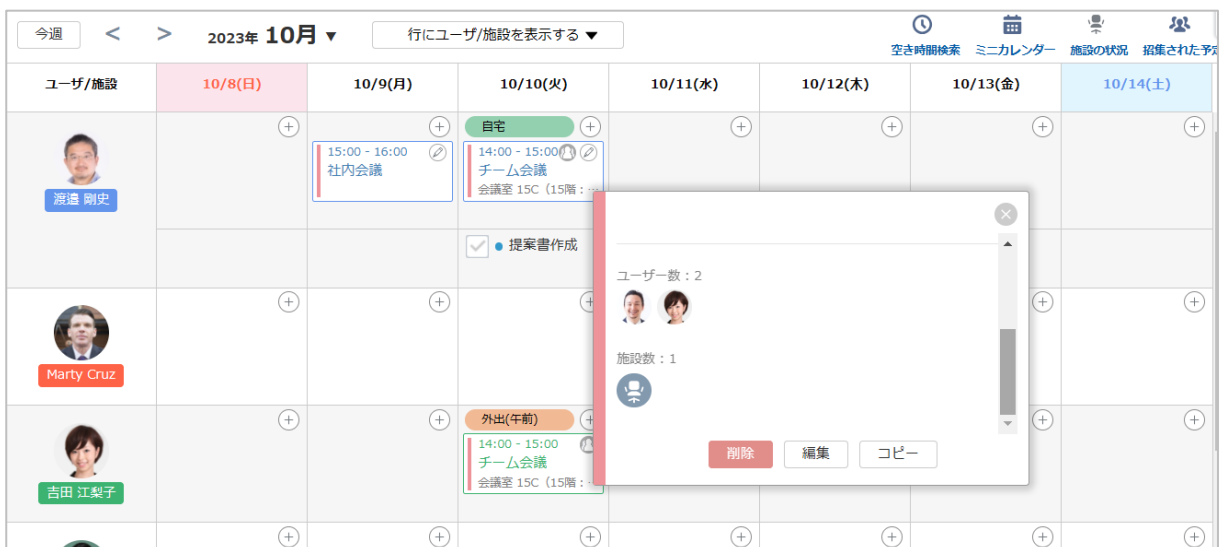 今週 < > 2023年 10月 ▼ 行にユーザ/施設を表示する ▼
空き時間検索 ミニカレンダー 施設の状況 招集された予定
ユーザ/施設 10/8(日) 10/9(月) 10/10(火) 10/11(水) 10/12(木) 10/13(金) 10/14(土)
渡邉 剛史
15:00 - 16:00
社内会議
自宅
14:00 - 15:00
チーム会議
会議室 15C（15階：…
提案書作成
Marty Cruz
吉田 江梨子
外出(午前)
14:00 - 15:00
チーム会議
会議室 15C（15階：…
ユーザー数：2
施設数：1
削除 編集 コピー